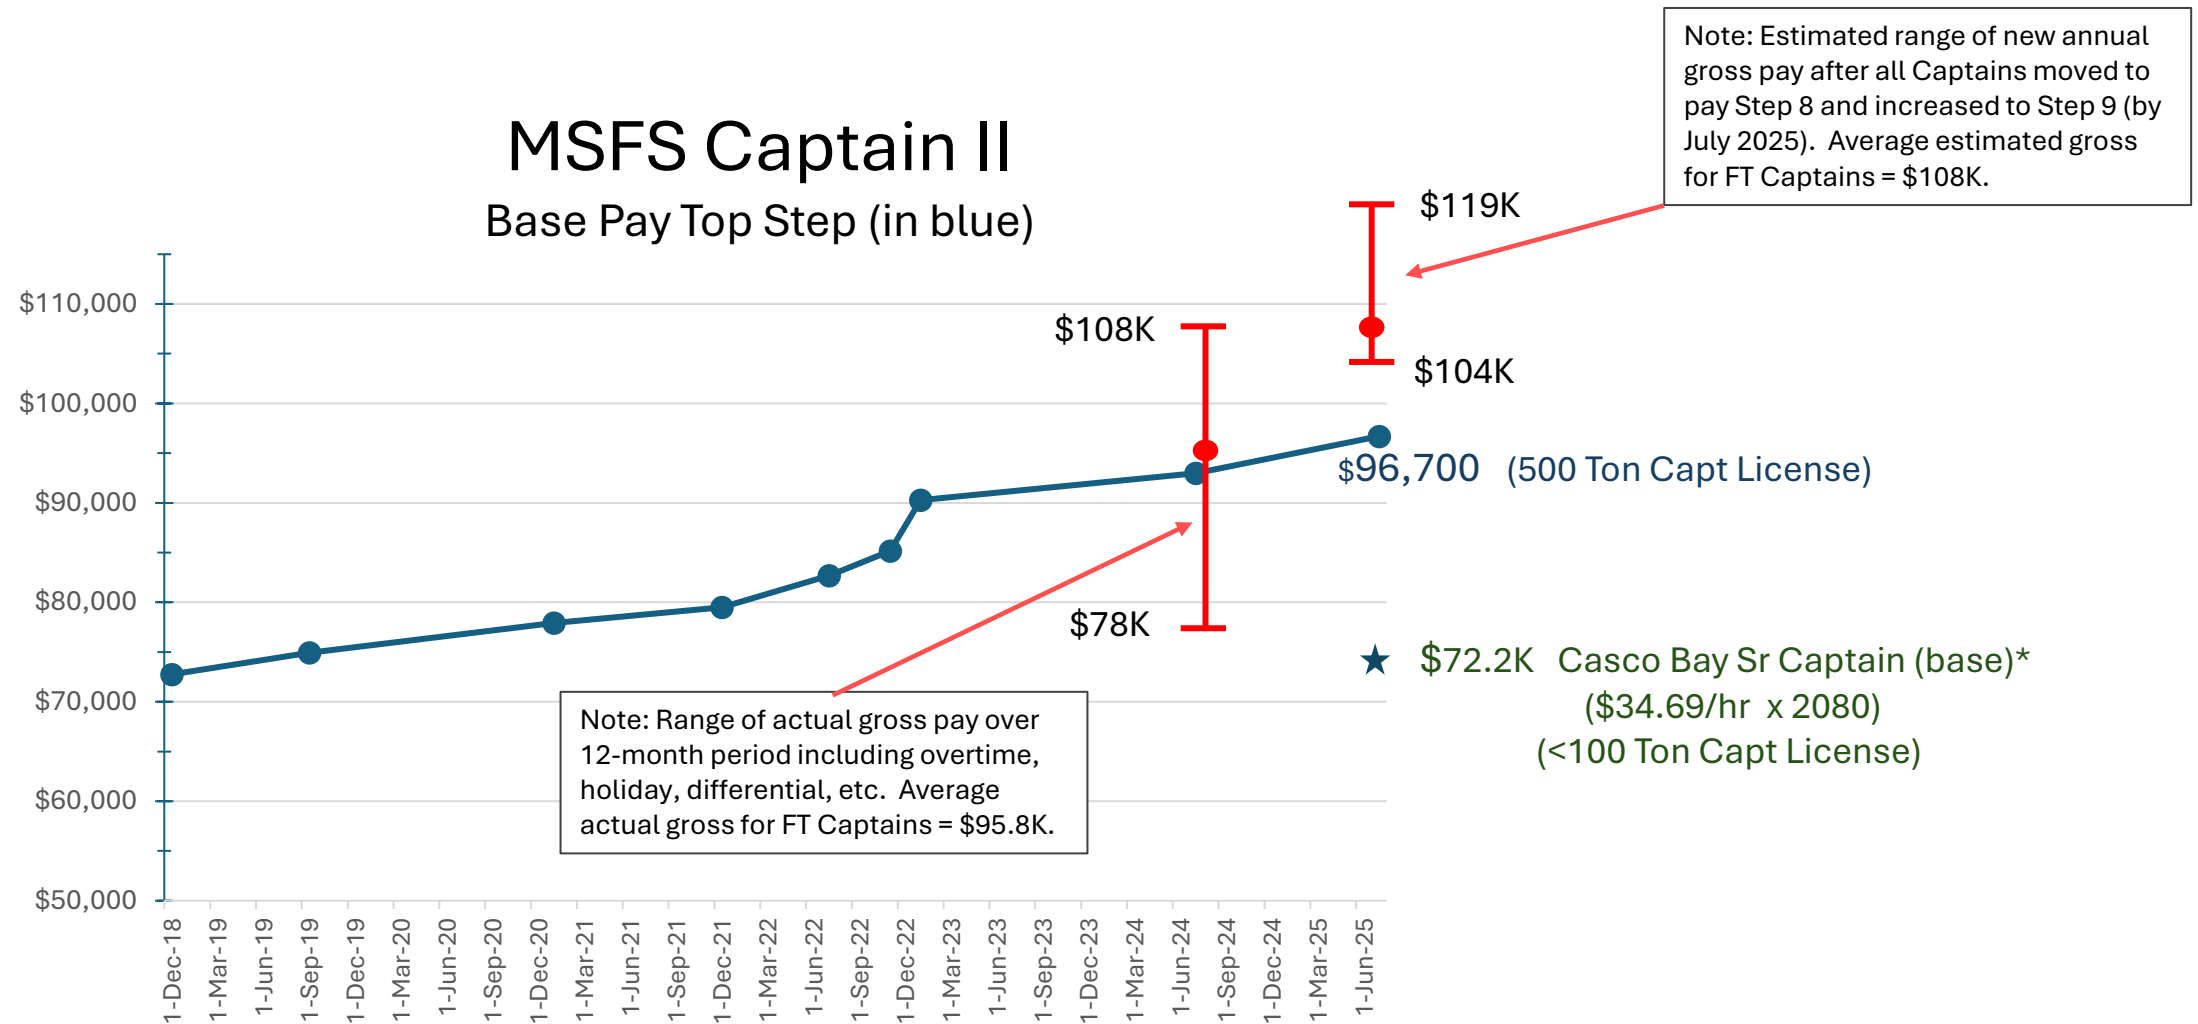 Note: Estimated range of new annual
gross pay after all Captains moved to
pay Step 8 and increased to Step 9 (by
July 2025).  Average estimated gross
for FT Captains = $108K.
MSFS Captain II
Base Pay Top Step (in blue)
$119K
$110,000
$108K
$104K
$100,000
$96,700   (500 Ton Capt License)
$90,000
$80,000
$78K
$72.2K   Casco Bay Sr Captain (base)*
($34.69/hr  x 2080)
(<100 Ton Capt License)
$70,000
Note: Range of actual gross pay over
12-month period including overtime,
holiday, differential, etc.  Average
actual gross for FT Captains = $95.8K.
$60,000
$50,000
1-Dec-18
1-Mar-19
1-Jun-19
1-Sep-19
1-Dec-19
1-Mar-20
1-Jun-20
1-Sep-20
1-Dec-20
1-Mar-21
1-Jun-21
1-Sep-21
1-Dec-21
1-Mar-22
1-Jun-22
1-Sep-22
1-Dec-22
1-Mar-23
1-Jun-23
1-Sep-23
1-Dec-23
1-Mar-24
1-Jun-24
1-Sep-24
1-Dec-24
1-Mar-25
1-Jun-25